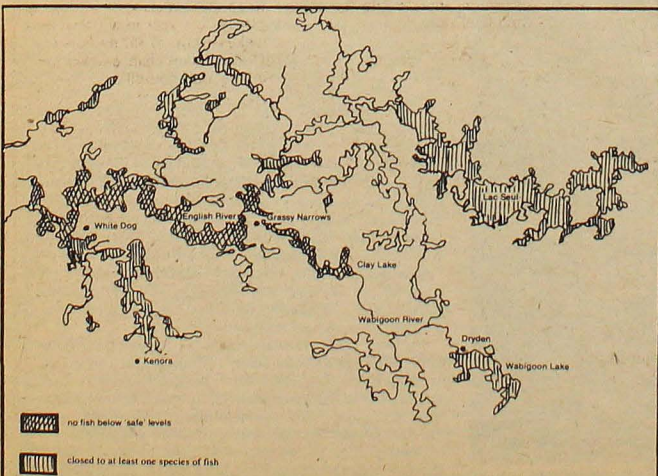 Lac Seul
English River
Grassy Narrows
White Dog
Clay Lake
Wabigoon River
Dryden
Wabigoon Lake
Kenora
no fish below 'safe' levels
closed to at least one species of fish